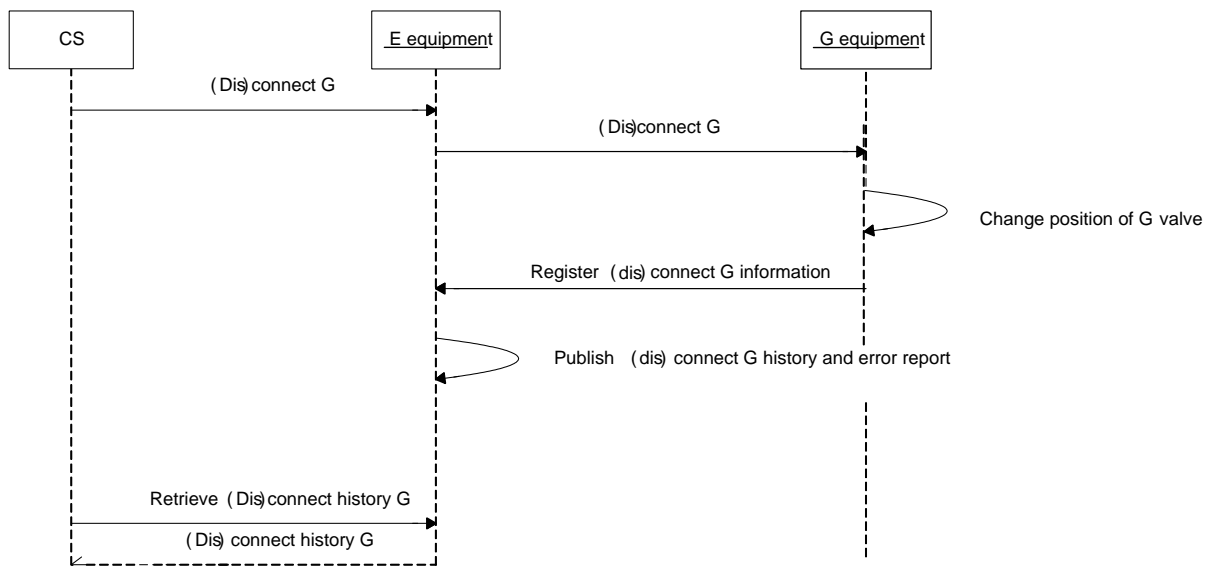 CS
E equipment
G equipment
(Dis)connect G
(Dis)connect G
Change position of G valve
Register (dis) connect G information
Publish (dis) connect G history and error report
Retrieve (Dis)connect history G
(Dis) connect history G